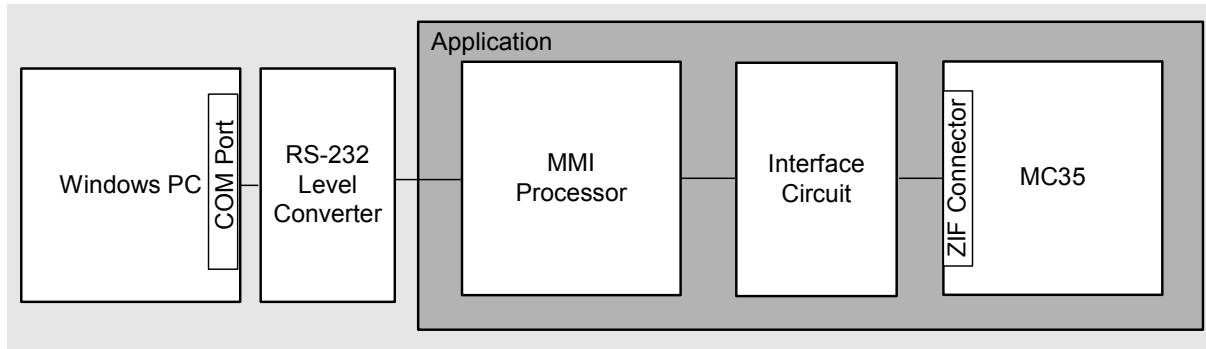 Application
Windows PC
COM Port
RS-232
Level
Converter
MMI
Processor
Interface
Circuit
ZIF Connector
MC35